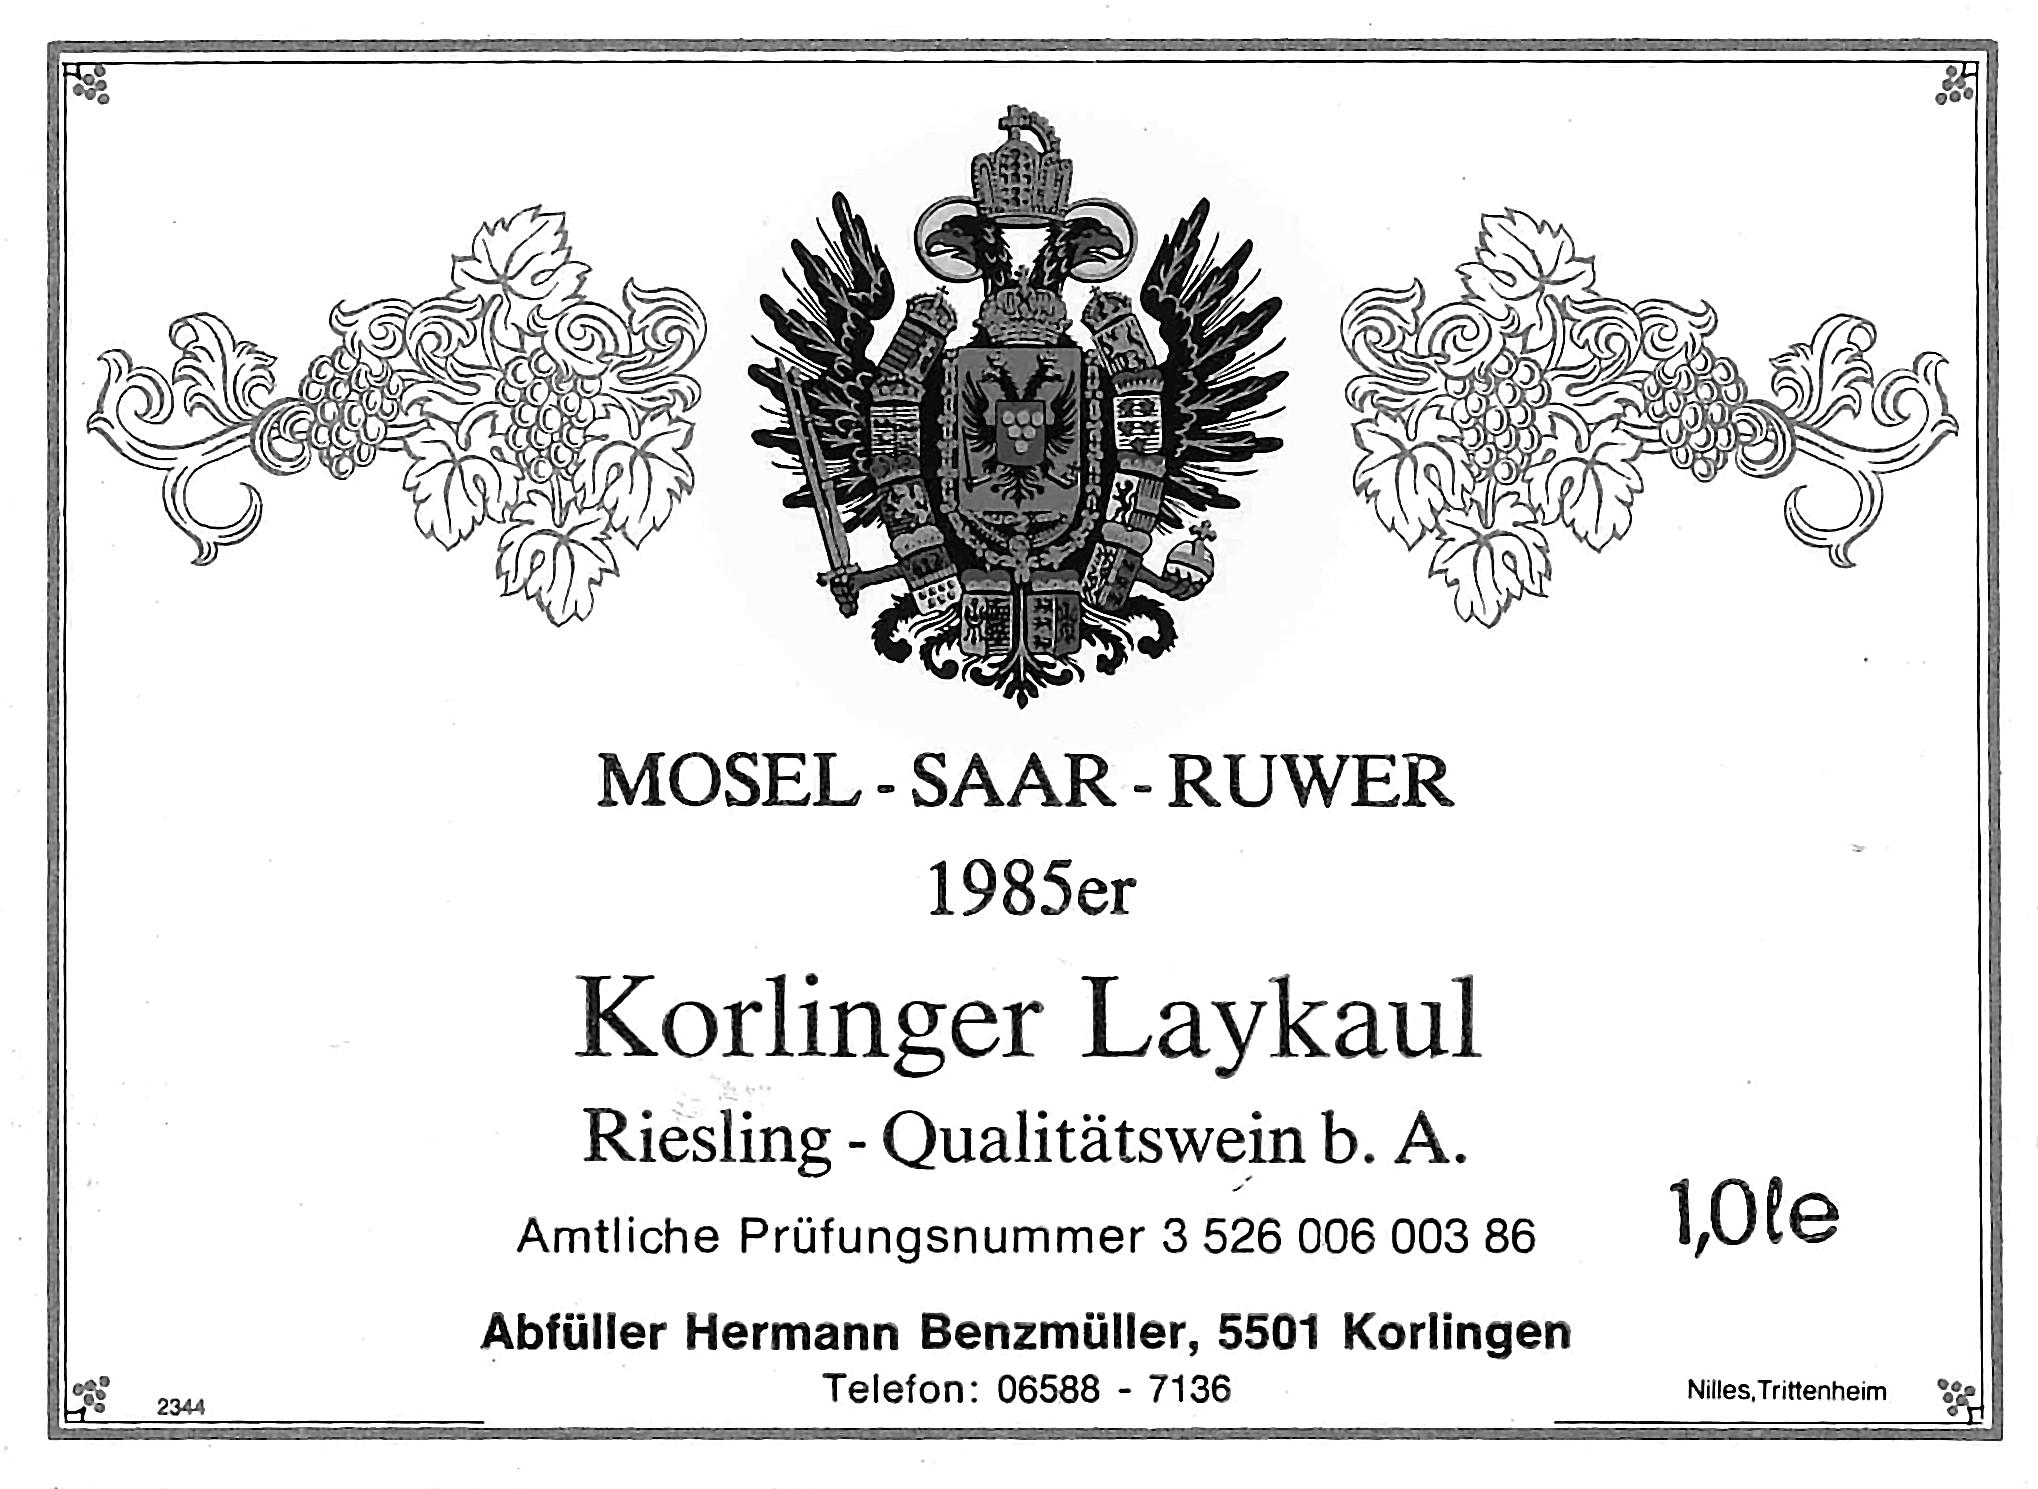 MOSEL - SAAR - RUWER
1985er
Korlinger Laykaul
Riesling - Qualitätswein b. A.
Amtliche Prüfungsnummer 3 526 006 003 86
1,0 ℓ e
Abfüller Hermann Benzmüller, 5501 Korlingen
Telefon: 06588 - 7136
2344
Nilles, Trittenheim